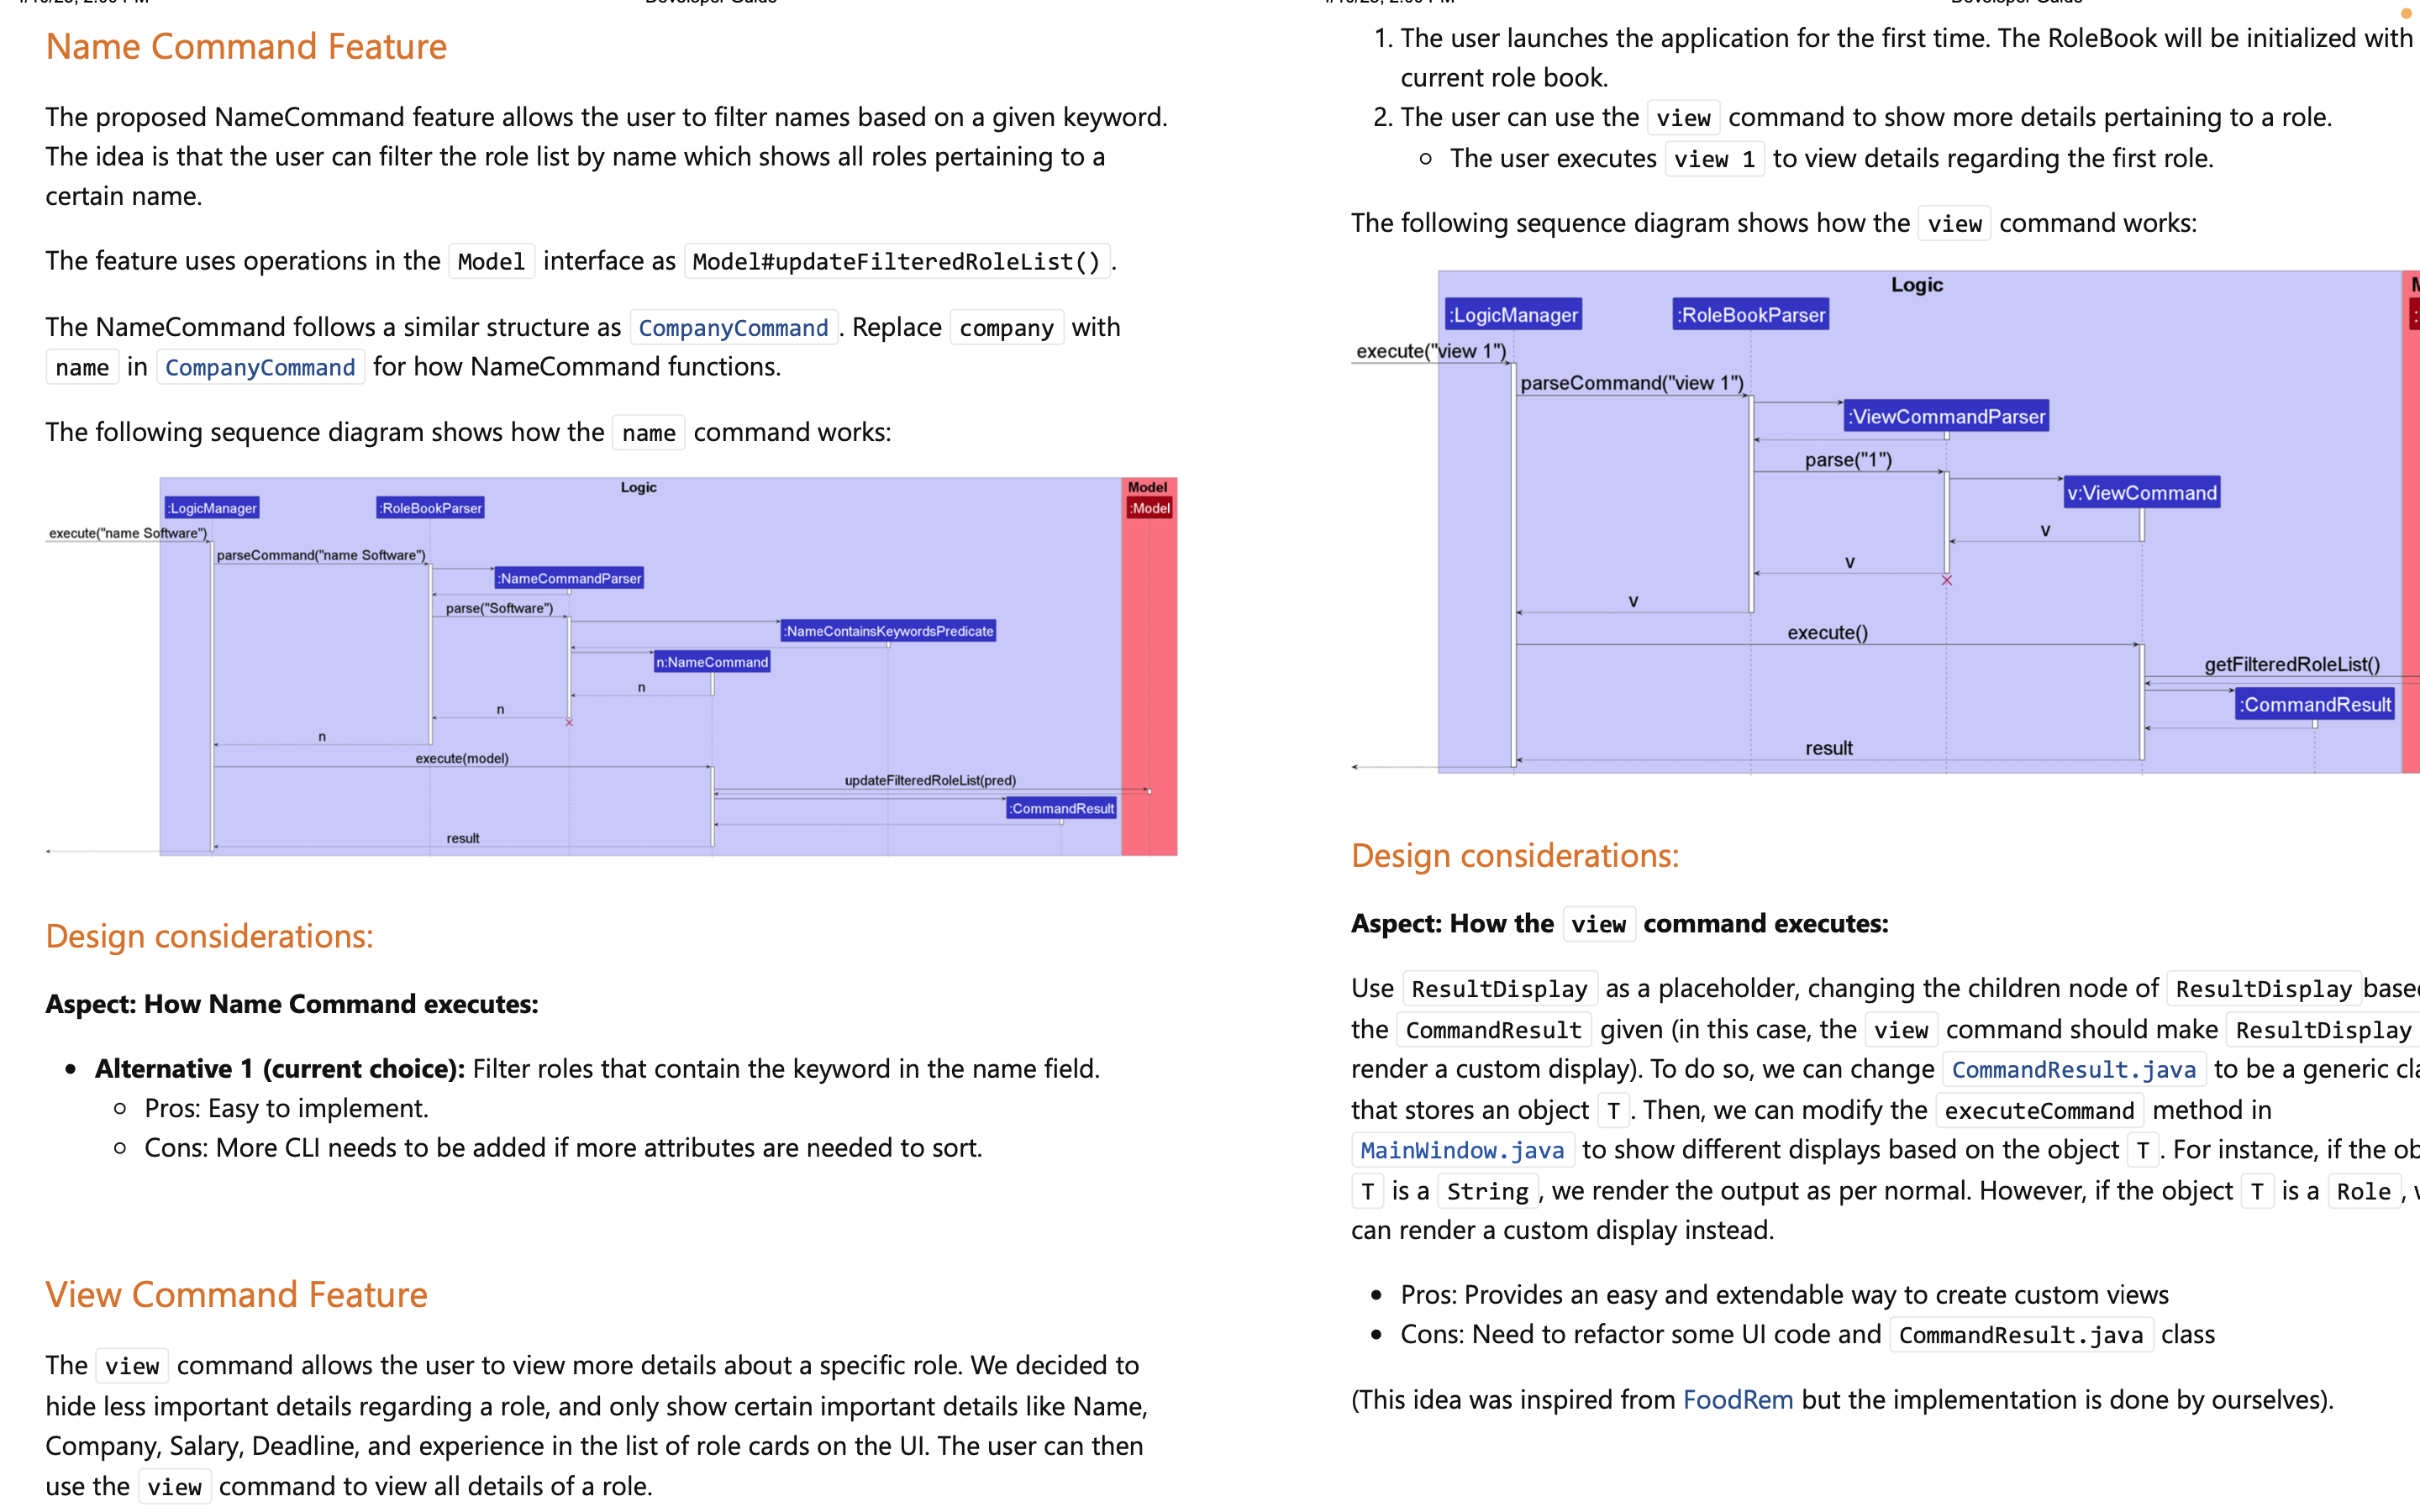 Name Command Feature
The proposed NameCommand feature allows the user to filter names based on a given keyword.
The idea is that the user can filter the role list by name which shows all roles pertaining to a
certain name.
The feature uses operations in the Model interface as Model#updateFilteredRoleList() .
The NameCommand follows a similar structure as CompanyCommand . Replace company with
name in CompanyCommand for how NameCommand functions.
The following sequence diagram shows how the name command works:
Logic
Model
:LogicManager
:RoleBookParser
:Model
execute("name Software")
parseCommand("name Software")
:NameCommandParser
parse("Software")
:NameContainsKeywordsPredicate
n:NameCommand
n
n
n
execute(model)
updateFilteredRoleList(pred)
:CommandResult
result
Design considerations:
Aspect: How Name Command executes:
• Alternative 1 (current choice): Filter roles that contain the keyword in the name field.
○ Pros: Easy to implement.
○ Cons: More CLI needs to be added if more attributes are needed to sort.
View Command Feature
The view command allows the user to view more details about a specific role. We decided to
hide less important details regarding a role, and only show certain important details like Name,
Company, Salary, Deadline, and experience in the list of role cards on the UI. The user can then
use the view command to view all details of a role.
1. The user launches the application for the first time. The RoleBook will be initialized with
current role book.
2. The user can use the view command to show more details pertaining to a role.
○ The user executes view 1 to view details regarding the first role.
The following sequence diagram shows how the view command works:
Logic
:LogicManager
:RoleBookParser
execute("view 1")
parseCommand("view 1")
:ViewCommandParser
parse("1")
v:ViewCommand
v
v
v
execute()
getFilteredRoleList()
:CommandResult
result
Design considerations:
Aspect: How the view command executes:
Use ResultDisplay as a placeholder, changing the children node of ResultDisplay
the CommandResult given (in this case, the view command should make ResultDisplay
render a custom display). To do so, we can change CommandResult.java to be a generic
that stores an object T . Then, we can modify the executeCommand method in
MainWindow.java to show different displays based on the object T . For instance, if the
T is a String , we render the output as per normal. However, if the object T is a Role ,
can render a custom display instead.
• Pros: Provides an easy and extendable way to create custom views
• Cons: Need to refactor some UI code and CommandResult.java class
(This idea was inspired from FoodRem but the implementation is done by ourselves).